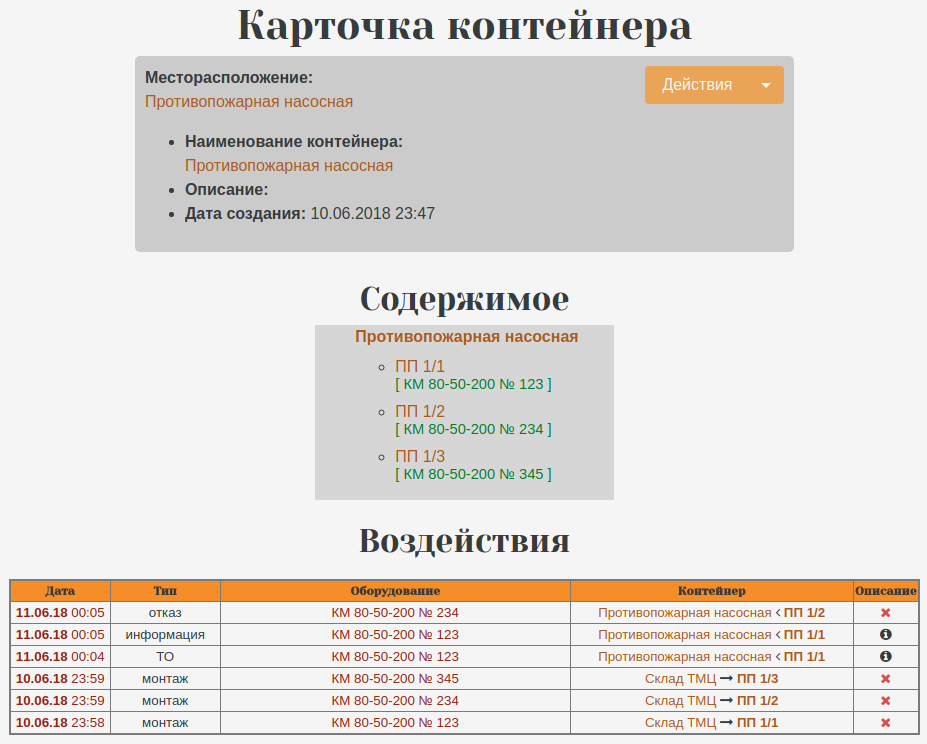 Карточка контейнера
Месторасположение:
Противопожарная насосная
Действия
Наименование контейнера:
Противопожарная насосная
Описание:
Дата создания: 10.06.2018 23:47
Содержимое
Противопожарная насосная
ПП 1/1
[ КМ 80-50-200 № 123 ]
ПП 1/2
[ КМ 80-50-200 № 234 ]
ПП 1/3
[ КМ 80-50-200 № 345 ]
Воздействия
Дата Тип Оборудование Контейнер Описание
11.06.18 00:05 отказ КМ 80-50-200 № 234 Противопожарная насосная < ПП 1/2
11.06.18 00:05 информация КМ 80-50-200 № 123 Противопожарная насосная < ПП 1/1
11.06.18 00:04 ТО КМ 80-50-200 № 123 Противопожарная насосная < ПП 1/1
10.06.18 23:59 монтаж КМ 80-50-200 № 345 Склад ТМЦ → ПП 1/3
10.06.18 23:59 монтаж КМ 80-50-200 № 234 Склад ТМЦ → ПП 1/2
10.06.18 23:58 монтаж КМ 80-50-200 № 123 Склад ТМЦ → ПП 1/1